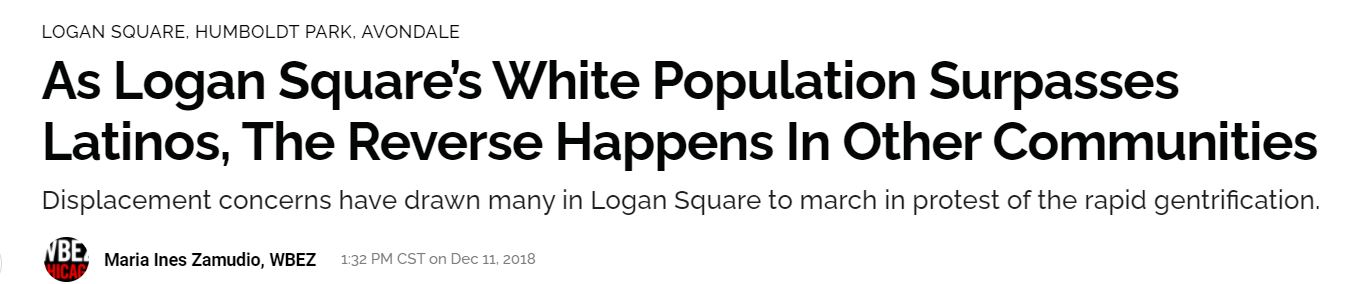 LOGAN SQUARE, HUMBOLDT PARK, AVONDALE
As Logan Square’s White Population Surpasses
Latinos, The Reverse Happens In Other Communities
Displacement concerns have drawn many in Logan Square to march in protest of the rapid gentrification.
WBEZ
CHICAGO
Maria Ines Zamudio, WBEZ 1:32 PM CST on Dec 11, 2018